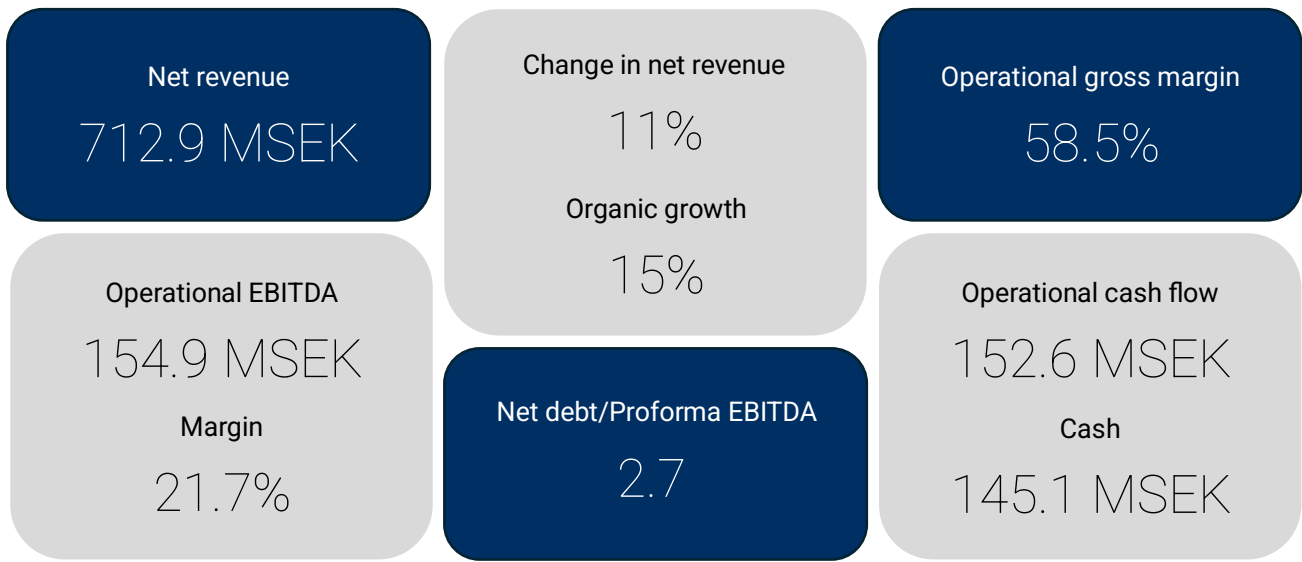 Net revenue
712.9 MSEK
Change in net revenue
11%
Organic growth
15%
Operational gross margin
58.5%
Operational EBITDA
154.9 MSEK
Margin
21.7%
Net debt/Proforma EBITDA
2.7
Operational cash flow
152.6 MSEK
Cash
145.1 MSEK